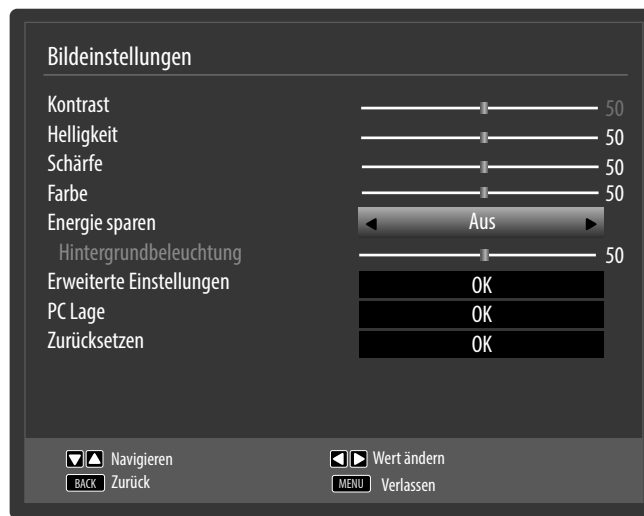 Bildeinstellungen
Kontrast 50
Helligkeit 50
Schärfe 50
Farbe 50
Energie sparen Aus
Hintergrundbeleuchtung 50
Erweiterte Einstellungen OK
PC Lage OK
Zurücksetzen OK
Navigieren Wert ändern
BACK Zurück MENU Verlassen